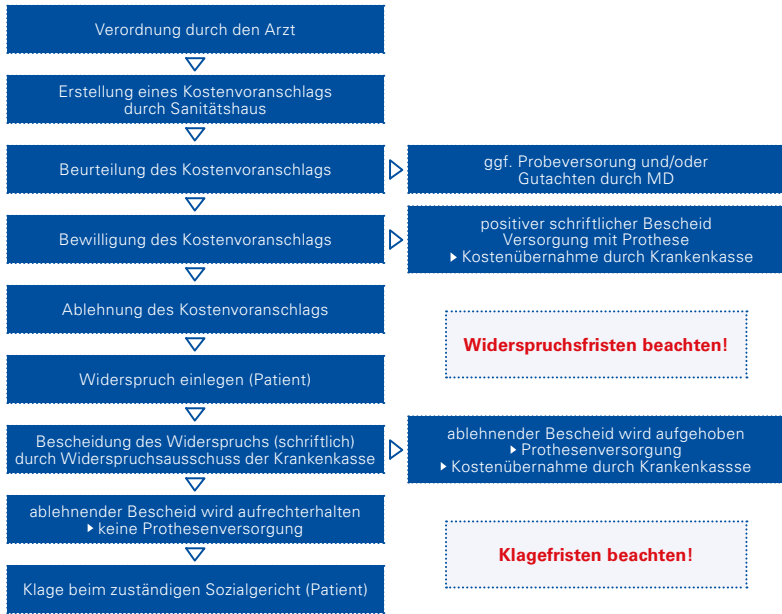 Verordnung durch den Arzt
Erstellung eines Kostenvoranschlags
durch Sanitätshaus
Beurteilung des Kostenvoranschlags
ggf. Probeversorung und/oder
Gutachten durch MD
Bewilligung des Kostenvoranschlags
positiver schriftlicher Bescheid
Versorgung mit Prothese
▸ Kostenübernahme durch Krankenkasse
Ablehnung des Kostenvoranschlags
Widerspruchsfristen beachten!
Widerspruch einlegen (Patient)
Bescheidung des Widerspruchs (schriftlich)
durch Widerspruchsausschuss der Krankenkasse
ablehnender Bescheid wird aufgehoben
▸ Prothesenversorgung
▸ Kostenübernahme durch Krankenkassse
ablehnender Bescheid wird aufrechterhalten
▸ keine Prothesenversorgung
Klagefristen beachten!
Klage beim zuständigen Sozialgericht (Patient)